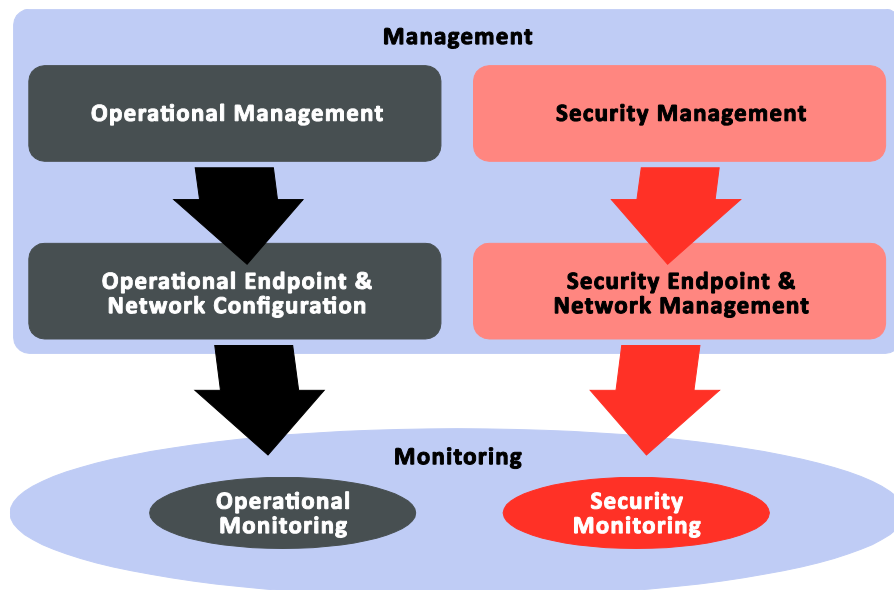 Management
Operational Management
Security Management
Operational Endpoint &
Network Configuration
Security Endpoint &
Network Management
Monitoring
Operational
Monitoring
Security
Monitoring